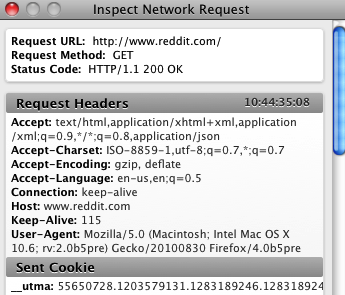 Inspect Network Request
Request URL: http://www.reddit.com/
Request Method: GET
Status Code: HTTP/1.1 200 OK
Request Headers 10:44:35:08
Accept: text/html,application/xhtml+xml,application
/xml;q=0.9,*/*;q=0.8,application/json
Accept-Charset: ISO-8859-1,utf-8;q=0.7,*;q=0.7
Accept-Encoding: gzip, deflate
Accept-Language: en-us,en;q=0.5
Connection: keep-alive
Host: www.reddit.com
Keep-Alive: 115
User-Agent: Mozilla/5.0 (Macintosh; Intel Mac OS X
10.6; rv:2.0b5pre) Gecko/20100830 Firefox/4.0b5pre
Sent Cookie
__utma: 55650728.1203579131.1283189246.128318924